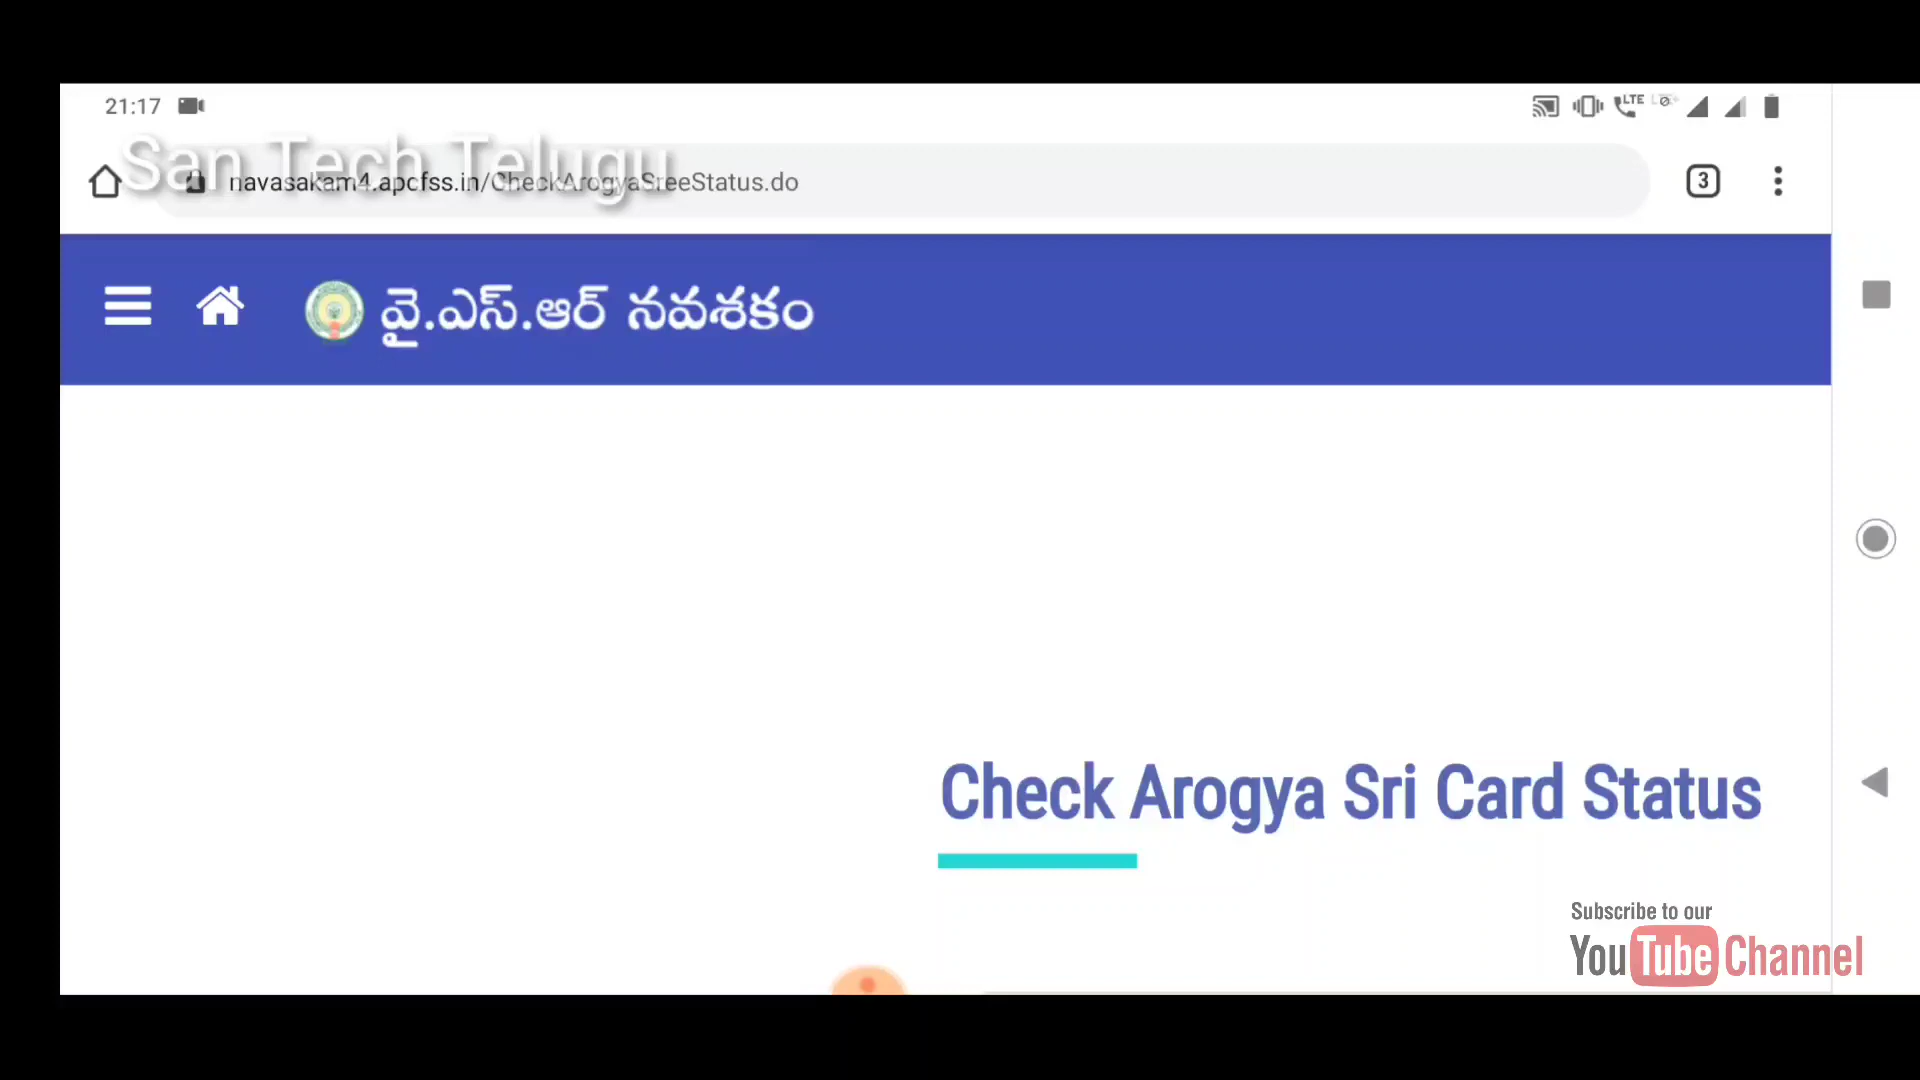 21:17
LTE
San Tech Telugu
navasakam4.apcfss.in/CheckArogyaSreeStatus.do
3
వై.ఎస్.ఆర్ నవశకం
Check Arogya Sri Card Status
Subscribe to our
YouTube Channel